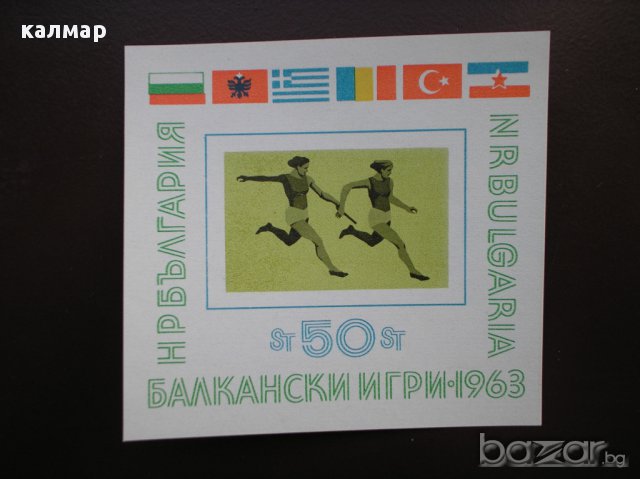 калмар
НРБЪЛГАРИЯ
NRBULGARIA
ST 50 ST
БАЛКАНСКИ ИГРИ·1963
bazar.bg